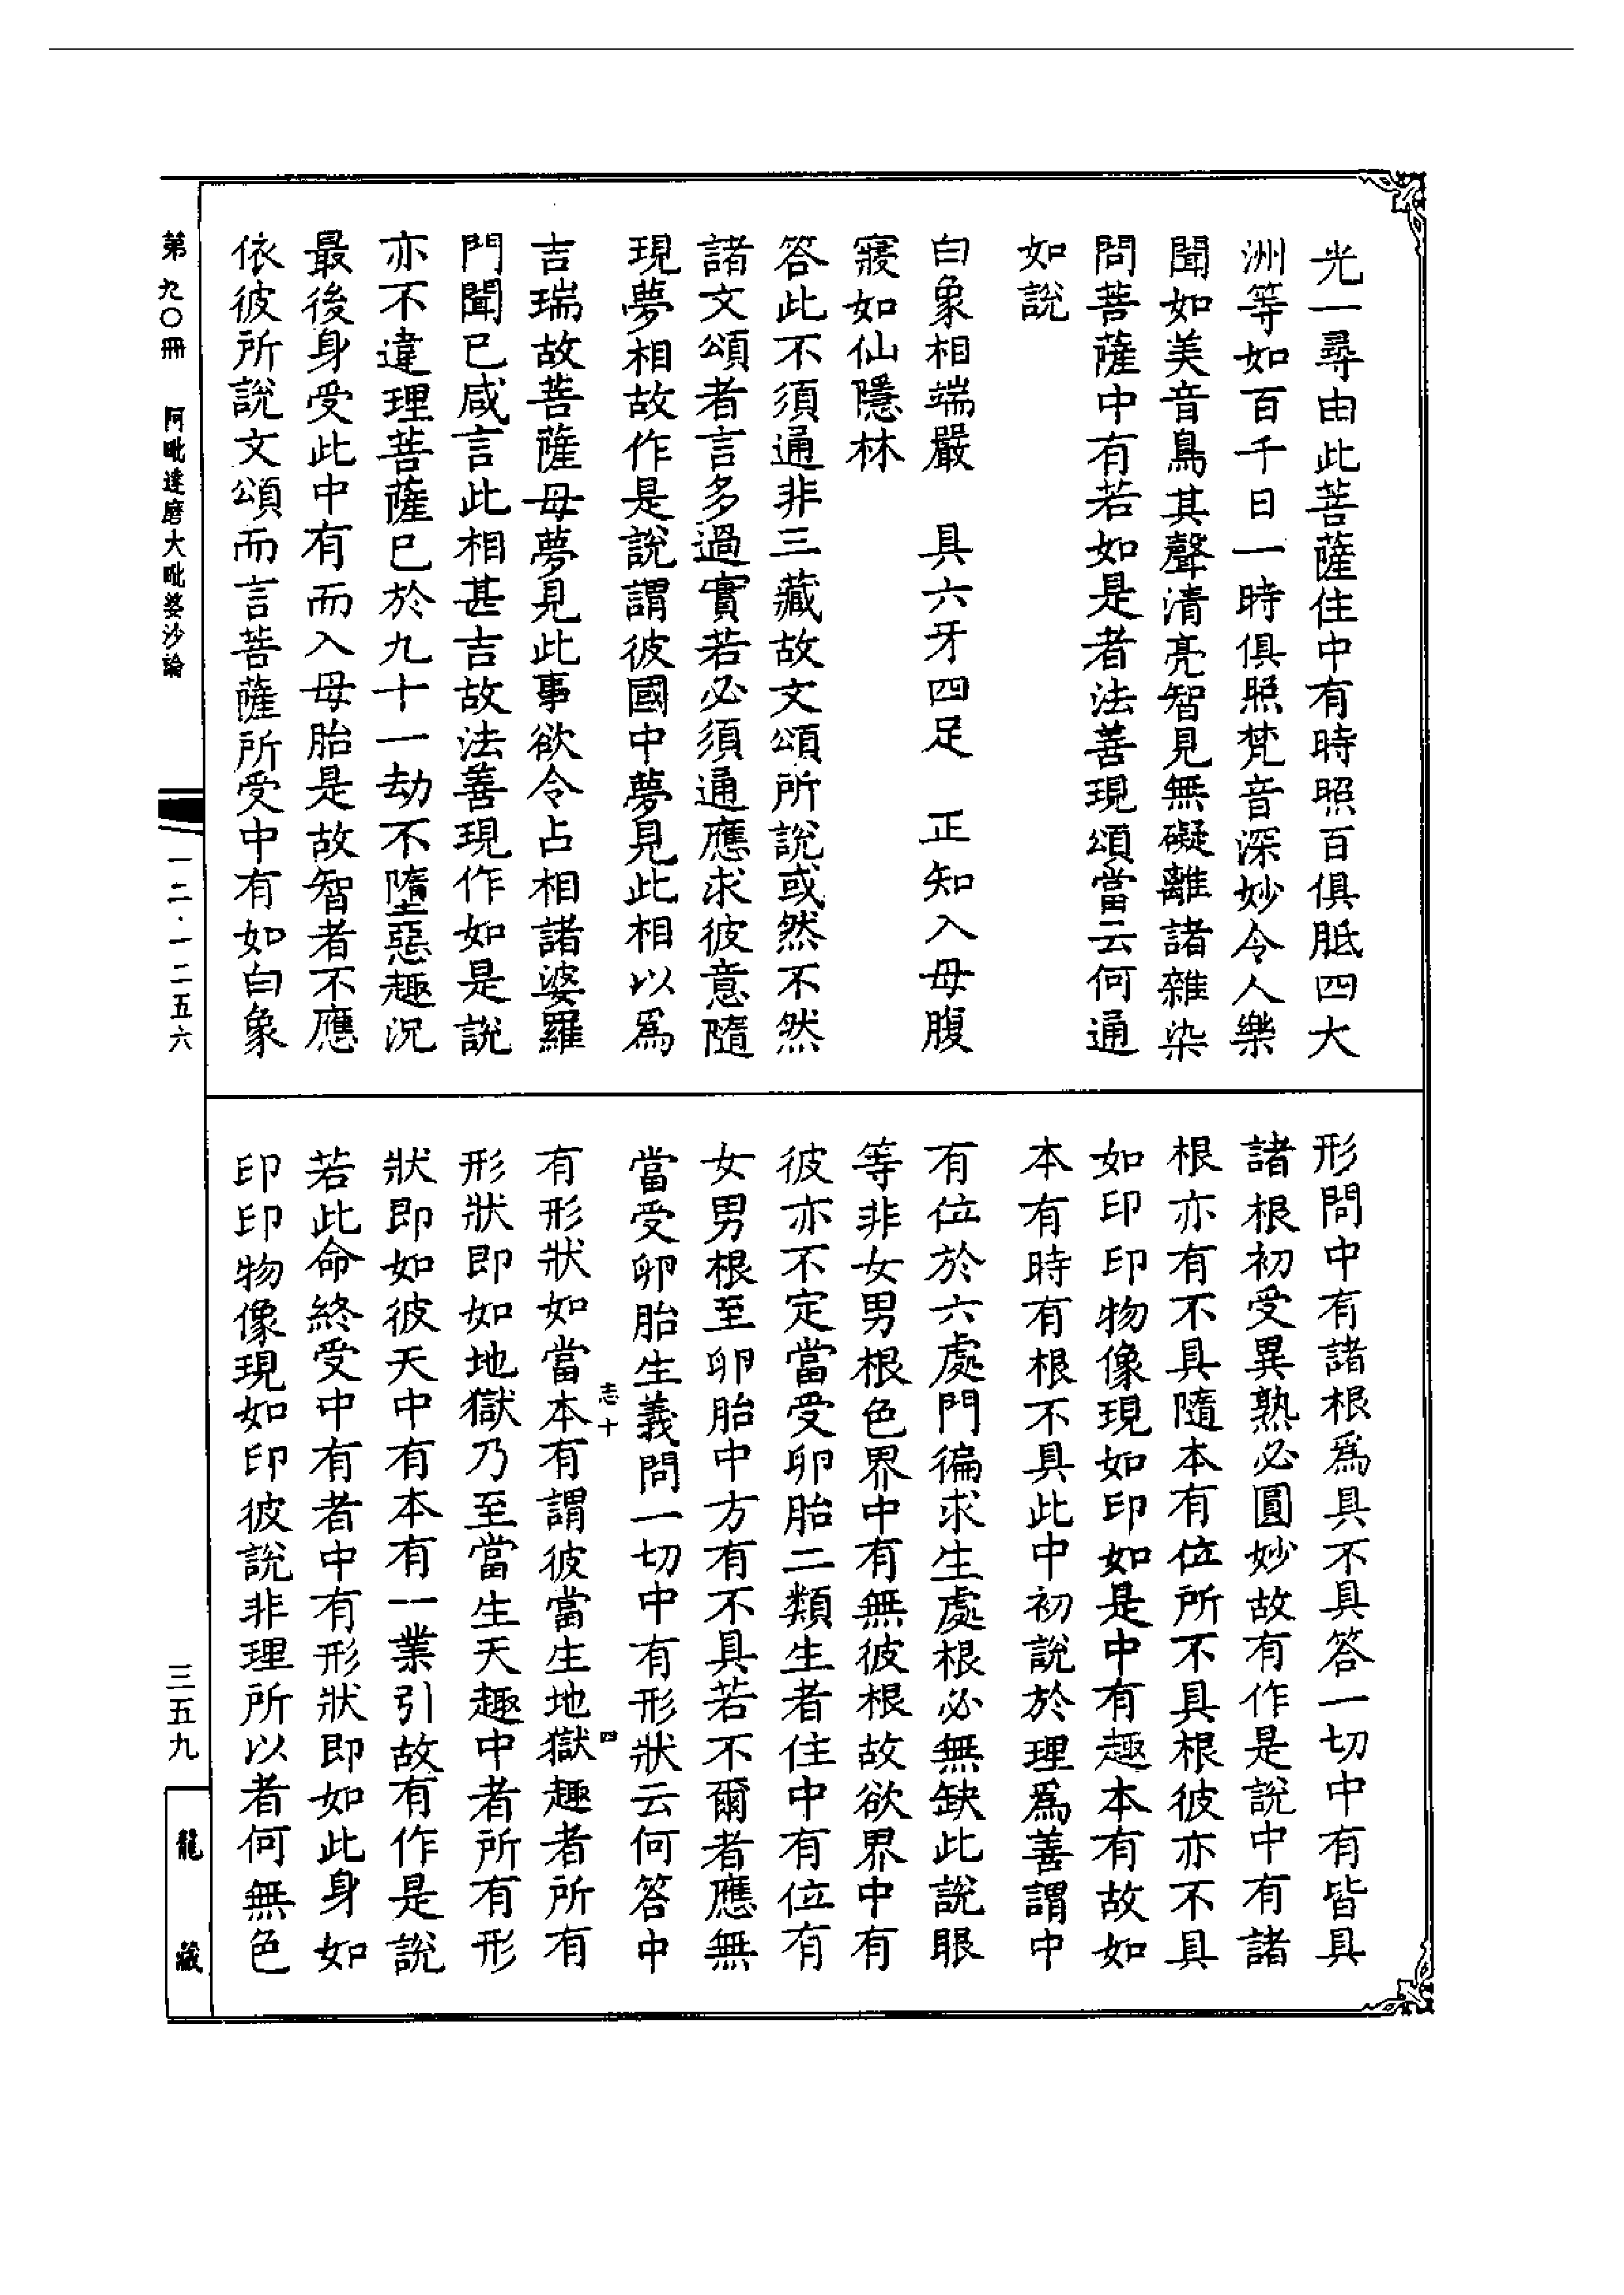 光一尋由此菩薩住中有時照百俱胝四大
洲等如百千日一時俱照梵音深妙令人樂
聞如美音鳥其聲清亮智見無礙離諸雜染
問菩薩中有若如是者法善現頌當云何通
如說
白象相端嚴　具六牙四足　正知入母腹
寢如仙隱林
答此不須通非三藏故文頌所說或然不然
諸文頌者言多過實若必須通應求彼意隨
現夢相故作是說謂彼國中夢見此相以為
吉瑞故菩薩母夢見此事欲令占相諸婆羅
門聞已咸言此相甚吉故法善現作如是說
亦不違理菩薩已於九十一劫不墮惡趣況
最後身受此中有而入母胎是故智者不應
依彼所說文頌而言菩薩所受中有如白象
形問中有諸根為具不具答一切中有皆具
諸根初受異熟必圓妙故有作是說中有諸
根亦有不具隨本有位所不具根彼亦不具
如印印物像現如印如是中有趣本有故如
本有時有根不具此中初說於理為善謂中
有位於六處門徧求生處根必無缺此說眼
等非女男根色界中有無彼根故欲界中有
彼亦不定當受卵胎二類生者住中有位有
女男根至卵胎中方有不具若不爾者應無
當受卵胎生義問一切中有形狀云何答中
志十　四
有形狀如當本有謂彼當生地獄趣者所有
形狀即如地獄乃至當生天趣中者所有形
狀即如彼天中有本有一業引故有作是說
若此命終受中有者中有形狀即如此身如
印印物像現如印彼說非理所以者何無色
第九〇冊　阿毗達磨大毗婆沙論
一二·一二五六
三五九
龍藏